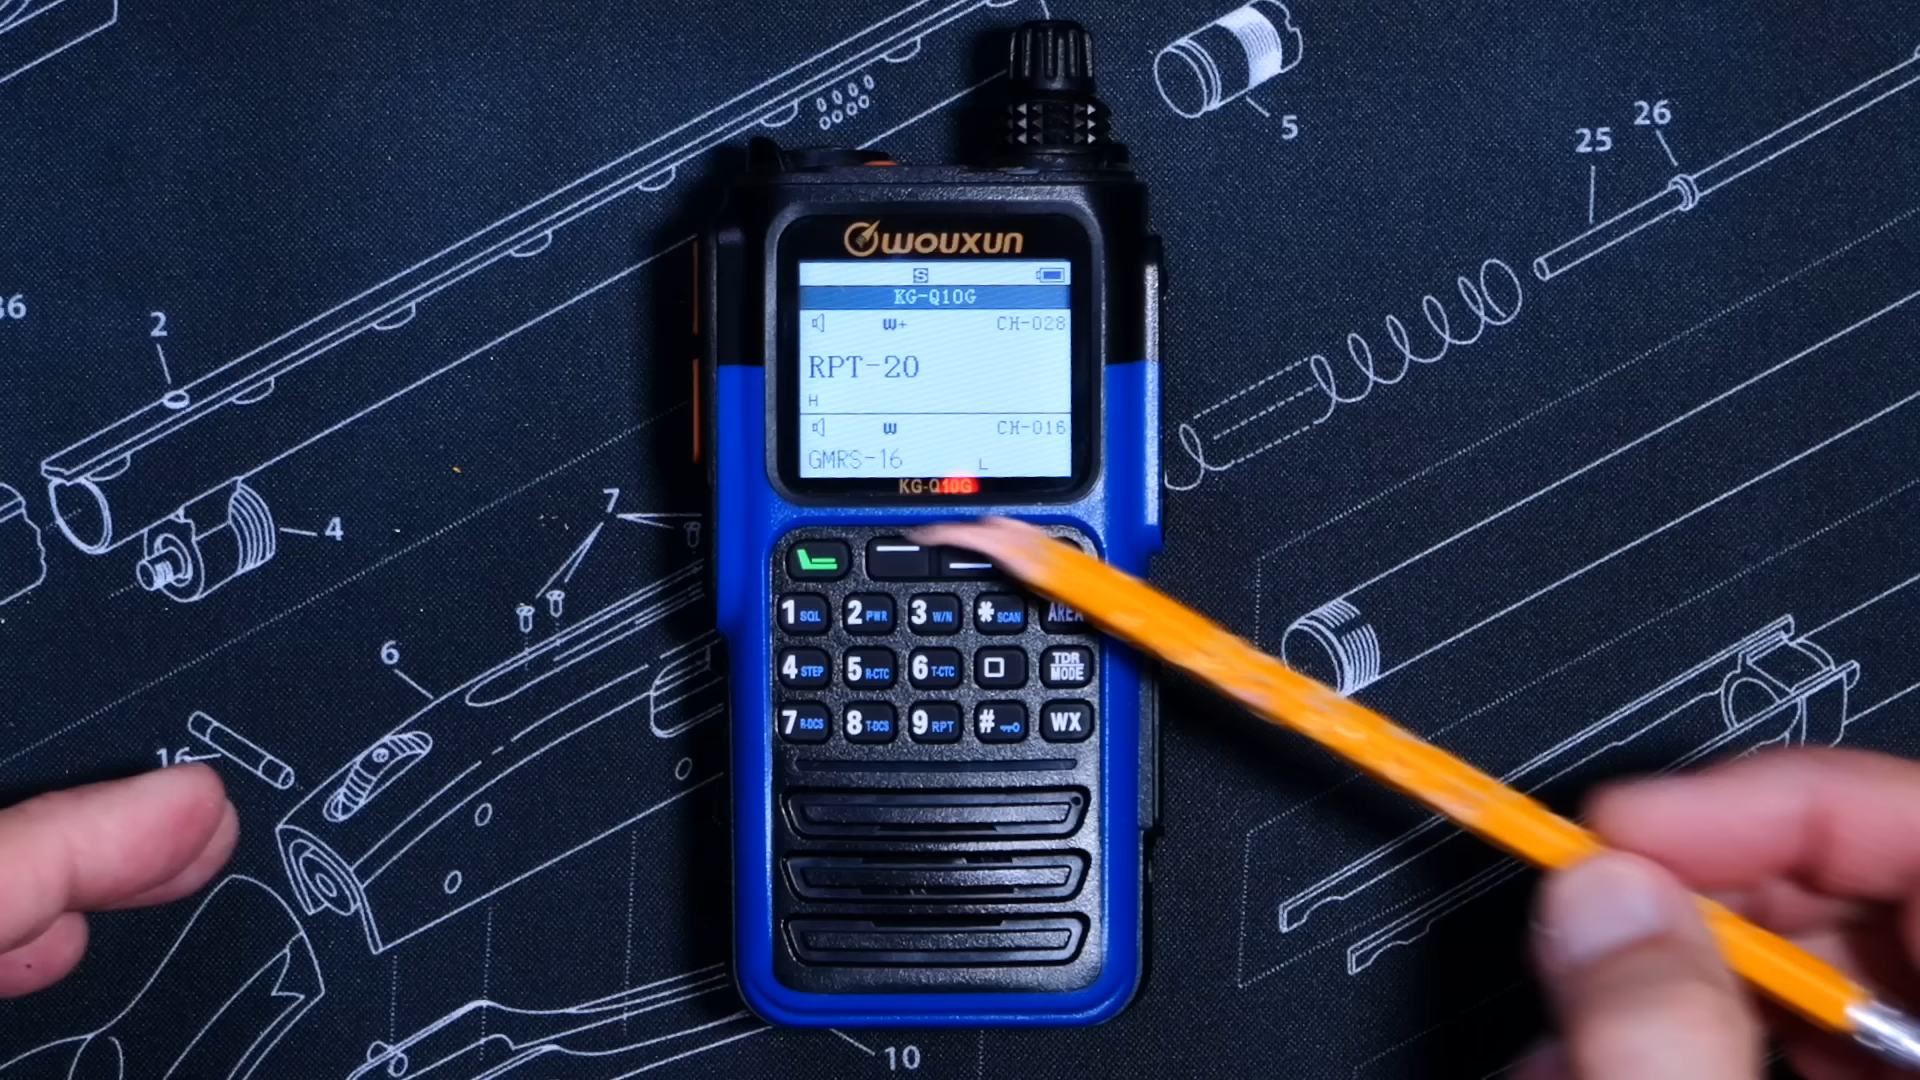 5
26
25
36
2
WOUXUN
S
KG-Q10G
W+ CH-028
RPT-20
H
W CH-016
GMRS-16 L
KG-Q10G
7
4
1 SQL 2 PWR 3 W/N * SCAN AREA
4 STEP 5 R-CTC 6 T-CTC TDR MODE
7 R-DCS 8 T-DCS 9 RPT # WX
6
16
10